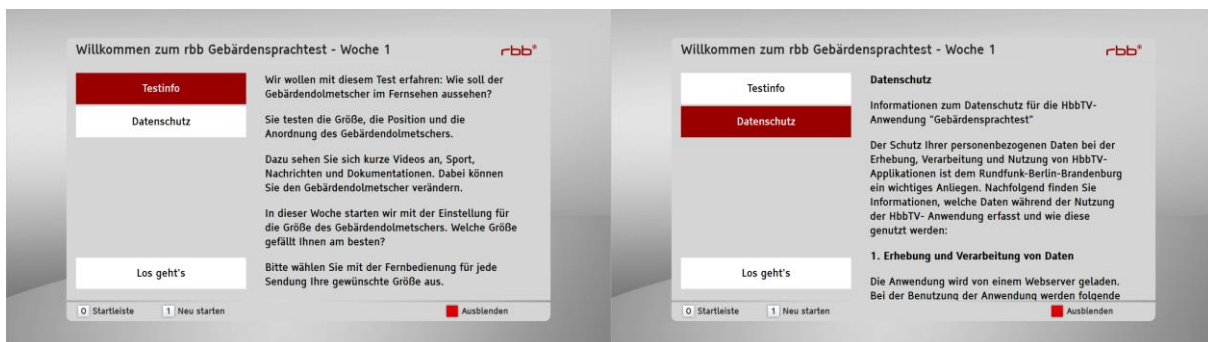 Willkommen zum rbb Gebärdensprachtest - Woche 1
rbb
Testinfo
Datenschutz
Los geht's
Wir wollen mit diesem Test erfahren: Wie soll der
Gebärdendolmetscher im Fernsehen aussehen?
Sie testen die Größe, die Position und die
Anordnung des Gebärdendolmetschers.
Dazu sehen Sie sich kurze Videos an, Sport,
Nachrichten und Dokumentationen. Dabei können
Sie den Gebärdendolmetscher verändern.
In dieser Woche starten wir mit der Einstellung für
die Größe des Gebärdendolmetschers. Welche Größe
gefällt Ihnen am besten?
Bitte wählen Sie mit der Fernbedienung für jede
Sendung Ihre gewünschte Größe aus.
0 Startleiste 1 Neu starten Ausblenden
Willkommen zum rbb Gebärdensprachtest - Woche 1
rbb
Testinfo
Datenschutz
Los geht's
Datenschutz
Informationen zum Datenschutz für die HbbTV-
Anwendung "Gebärdensprachtest"
Der Schutz Ihrer personenbezogenen Daten bei der
Erhebung, Verarbeitung und Nutzung von HbbTV-
Applikationen ist dem Rundfunk-Berlin-Brandenburg
ein wichtiges Anliegen. Nachfolgend finden Sie
Informationen, welche Daten während der Nutzung
der HbbTV- Anwendung erfasst und wie diese
genutzt werden:
1. Erhebung und Verarbeitung von Daten
Die Anwendung wird von einem Webserver geladen.
Bei der Benutzung der Anwendung werden folgende
0 Startleiste 1 Neu starten Ausblenden